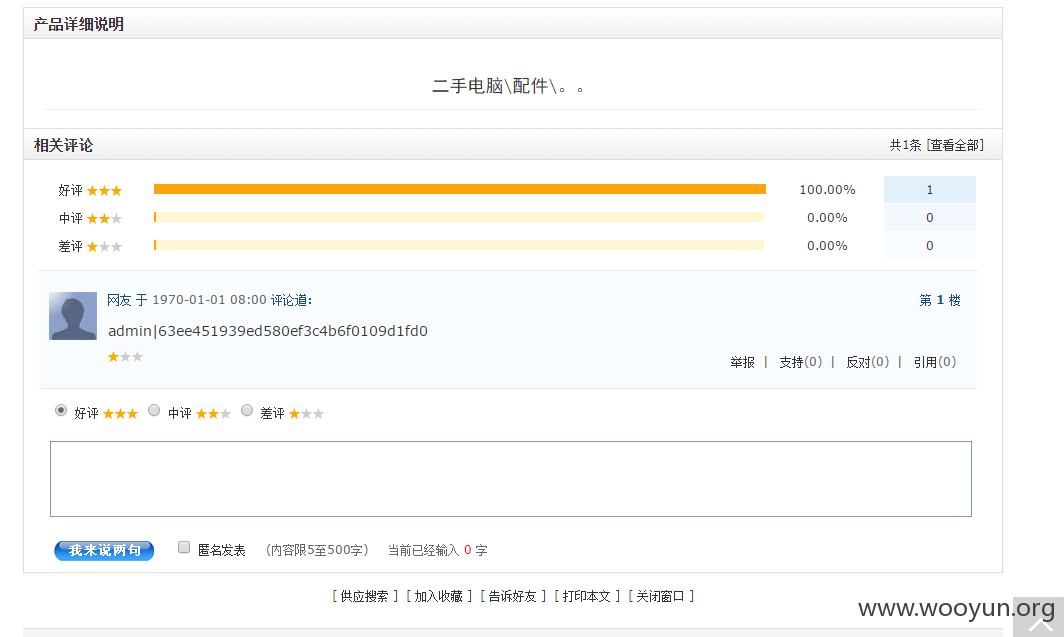 产品详细说明
二手电脑\配件\。。
相关评论 共1条 [查看全部]
好评 100.00% 1
中评 0.00% 0
差评 0.00% 0
网友 于 1970-01-01 08:00 评论道: 第 1 楼
admin|63ee451939ed580ef3c4b6f0109d1fd0
举报 | 支持(0) | 反对(0) | 引用(0)
好评 中评 差评
我来说两句 匿名发表 (内容限5至500字) 当前已经输入 0 字
[ 供应搜索 ] [ 加入收藏 ] [ 告诉好友 ] [ 打印本文 ] [ 关闭窗口 ]
www.wooyun.org